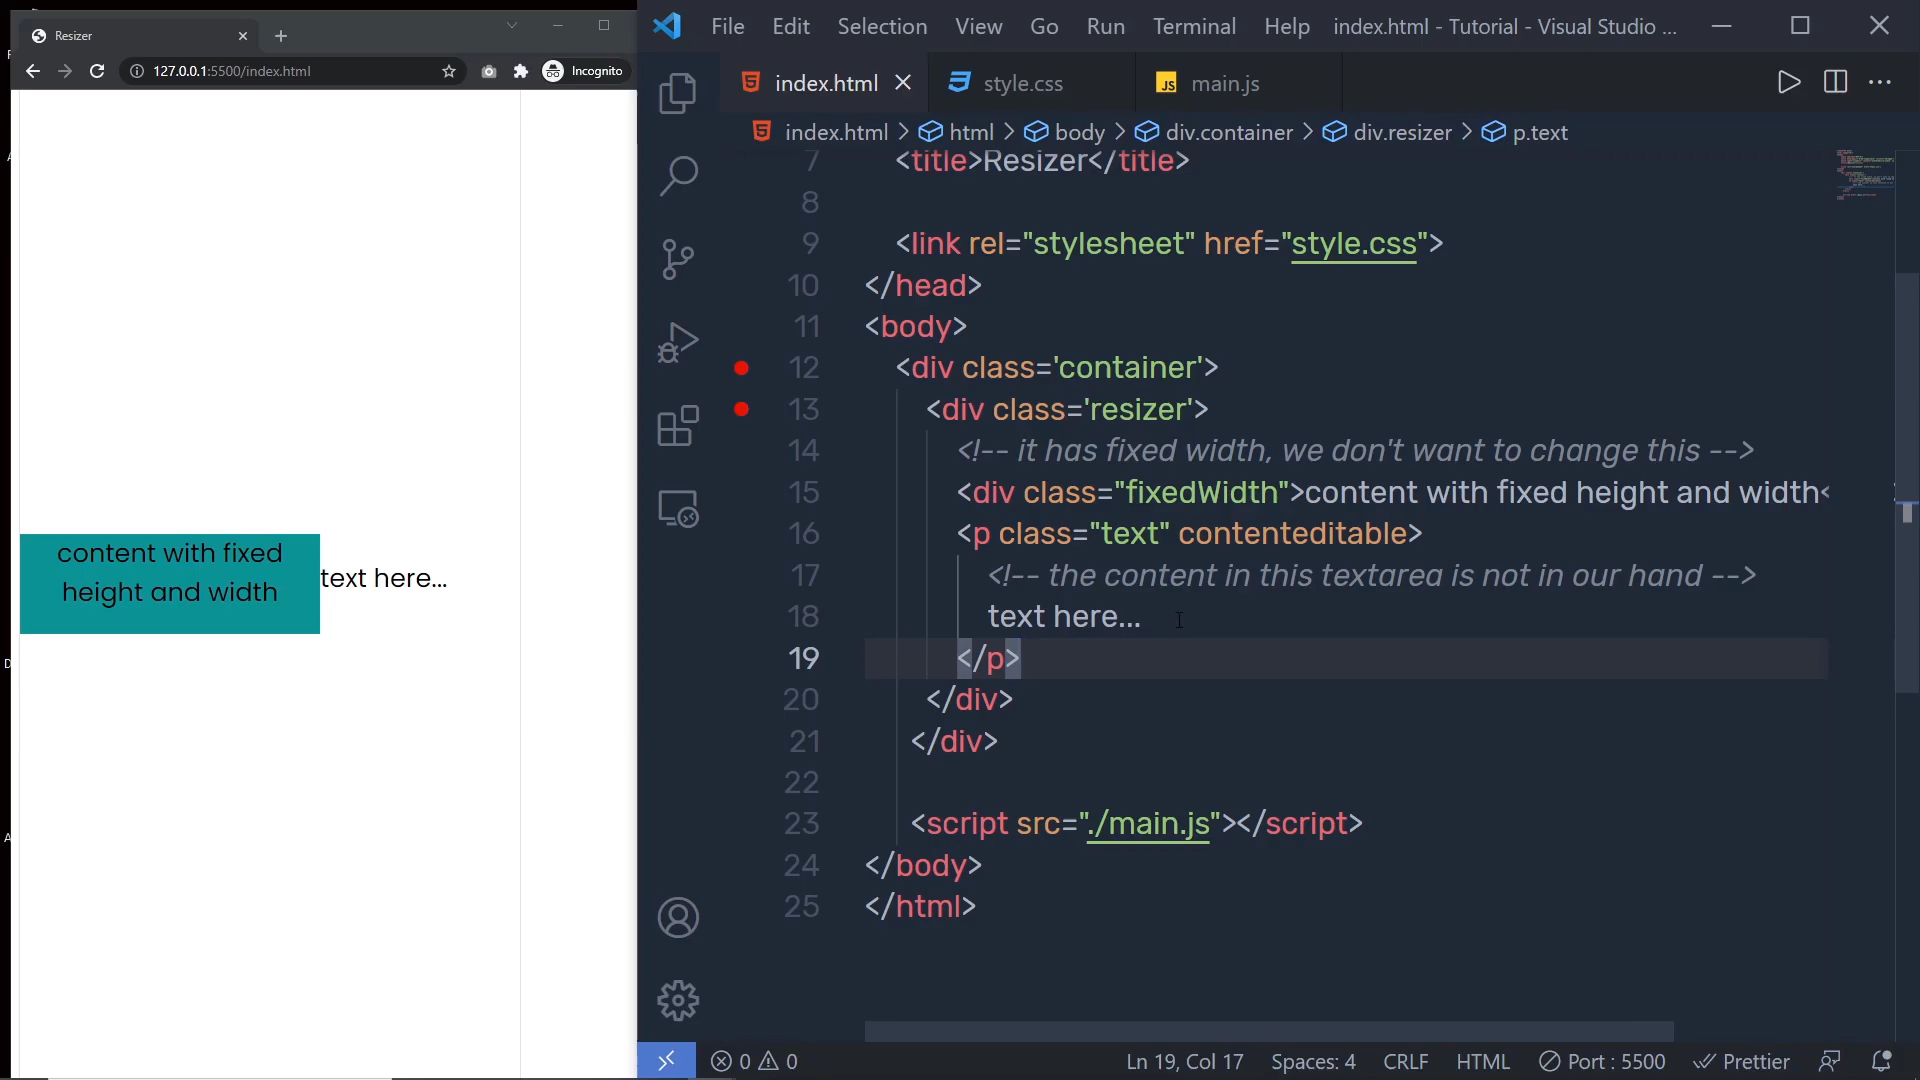 Resizer
127.0.0.1:5500/index.html
Incognito
content with fixed
height and width
text here...
File Edit Selection View Go Run Terminal Help index.html - Tutorial - Visual Studio ...
index.html style.css JS main.js
index.html > html > body > div.container > div.resizer > p.text
7 <title>Resizer</title>
8
9 <link rel="stylesheet" href="style.css">
10 </head>
11 <body>
12 <div class='container'>
13 <div class='resizer'>
14 <!-- it has fixed width, we don't want to change this -->
15 <div class="fixedWidth">content with fixed height and width<
16 <p class="text" contenteditable>
17 <!-- the content in this textarea is not in our hand -->
18 text here...
19 </p>
20 </div>
21 </div>
22
23 <script src="./main.js"></script>
24 </body>
25 </html>
0 0 Ln 19, Col 17 Spaces: 4 CRLF HTML Port : 5500 Prettier